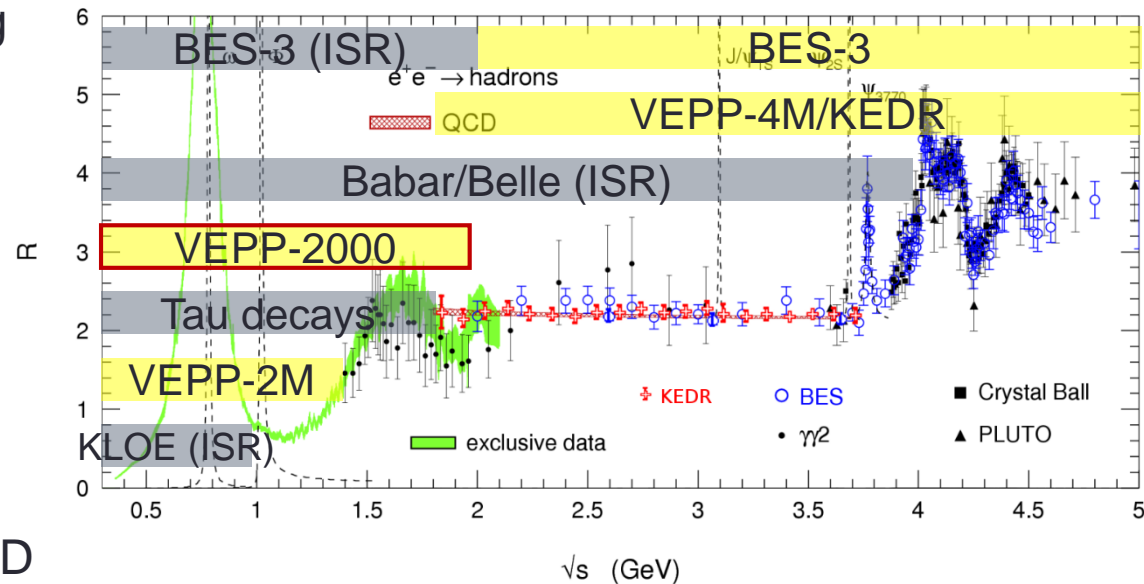 g
6
BES-3 (ISR)
BES-3
ω
Φ
J/ψ1S
ψ2S
5
e⁺e⁻ → hadrons
ψ3770
QCD
VEPP-4M/KEDR
4
Babar/Belle (ISR)
R
3
VEPP-2000
Tau decays
2
VEPP-2M
KEDR
BES
Crystal Ball
1
KLOE (ISR)
exclusive data
γγ2
PLUTO
0
0.5 1 1.5 2 2.5 3 3.5 4 4.5 5
D
√s (GeV)